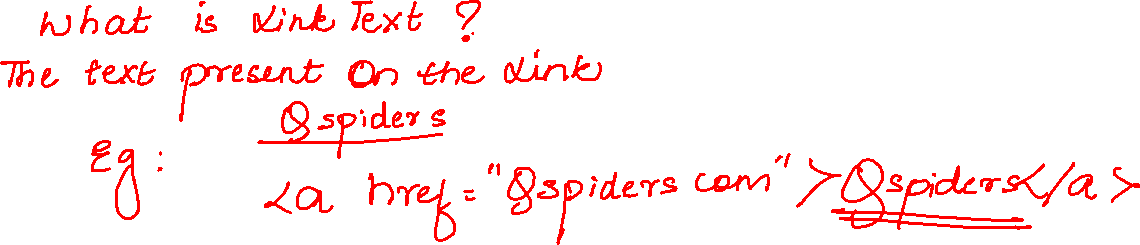 What is Link Text ?
The text present On the Link
Qspiders
Eg :
<a href="Qspiders com">Qspiders</a>